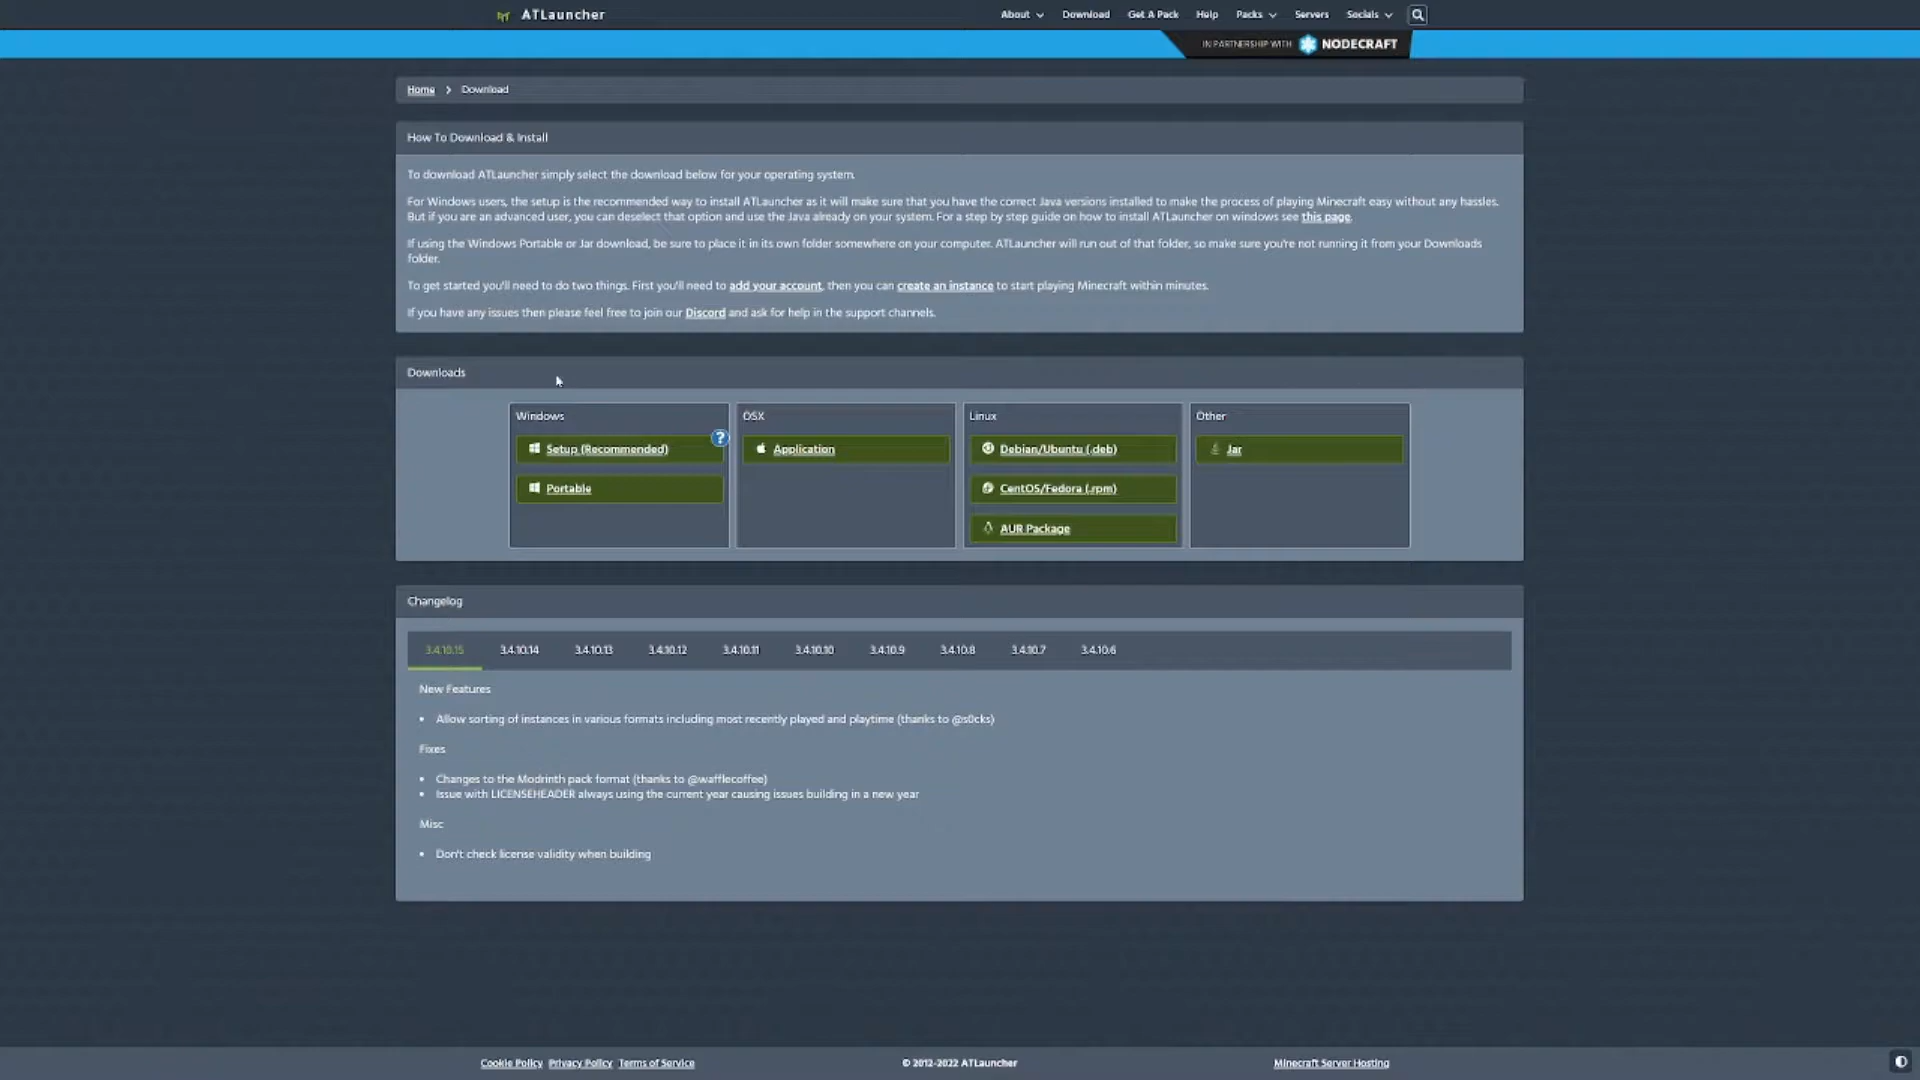 ATLauncher
About
Download
Get A Pack
Help
Packs
Servers
Socials
IN PARTNERSHIP WITH NODECRAFT
Home
Download
How To Download & Install
To download ATLauncher simply select the download below for your operating system.
For Windows users, the setup is the recommended way to install ATLauncher as it will make sure that you have the correct Java versions installed to make the process of playing Minecraft easy without any hassles.
But if you are an advanced user, you can deselect that option and use the Java already on your system. For a step by step guide on how to install ATLauncher on windows see this page.
If using the Windows Portable or Jar download, be sure to place it in its own folder somewhere on your computer. ATLauncher will run out of that folder, so make sure you're not running it from your Downloads
folder.
To get started you'll need to do two things. First you'll need to add your account, then you can create an instance to start playing Minecraft within minutes.
If you have any issues then please feel free to join our Discord and ask for help in the support channels.
Downloads
Windows
Setup (Recommended)
?
Portable
OSX
Application
Linux
Debian/Ubuntu (.deb)
CentOS/Fedora (.rpm)
AUR Package
Other
Jar
Changelog
3.4.10.15
3.4.10.14
3.4.10.13
3.4.10.12
3.4.10.11
3.4.10.10
3.4.10.9
3.4.10.8
3.4.10.7
3.4.10.6
New Features
• Allow sorting of instances in various formats including most recently played and playtime (thanks to @s0cks)
Fixes
• Changes to the Modrinth pack format (thanks to @wafflecoffee)
• Issue with LICENSEHEADER always using the current year causing issues building in a new year
Misc
• Don't check license validity when building
Cookie Policy
Privacy Policy
Terms of Service
© 2012-2022 ATLauncher
Minecraft Server Hosting